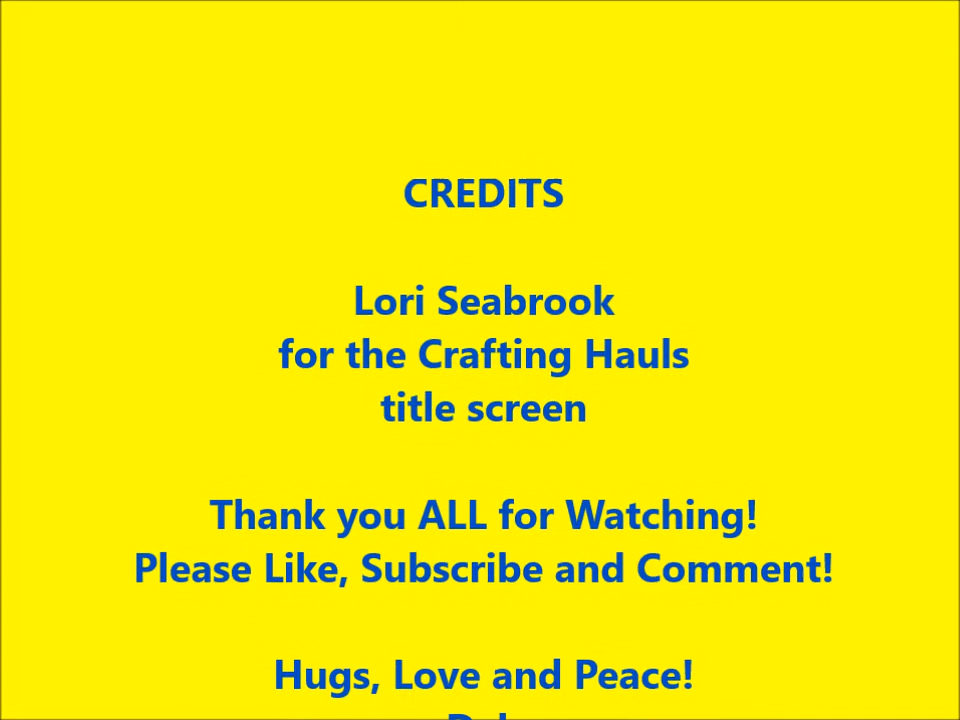 CREDITS
Lori Seabrook
for the Crafting Hauls
title screen
Thank you ALL for Watching!
Please Like, Subscribe and Comment!
Hugs, Love and Peace!